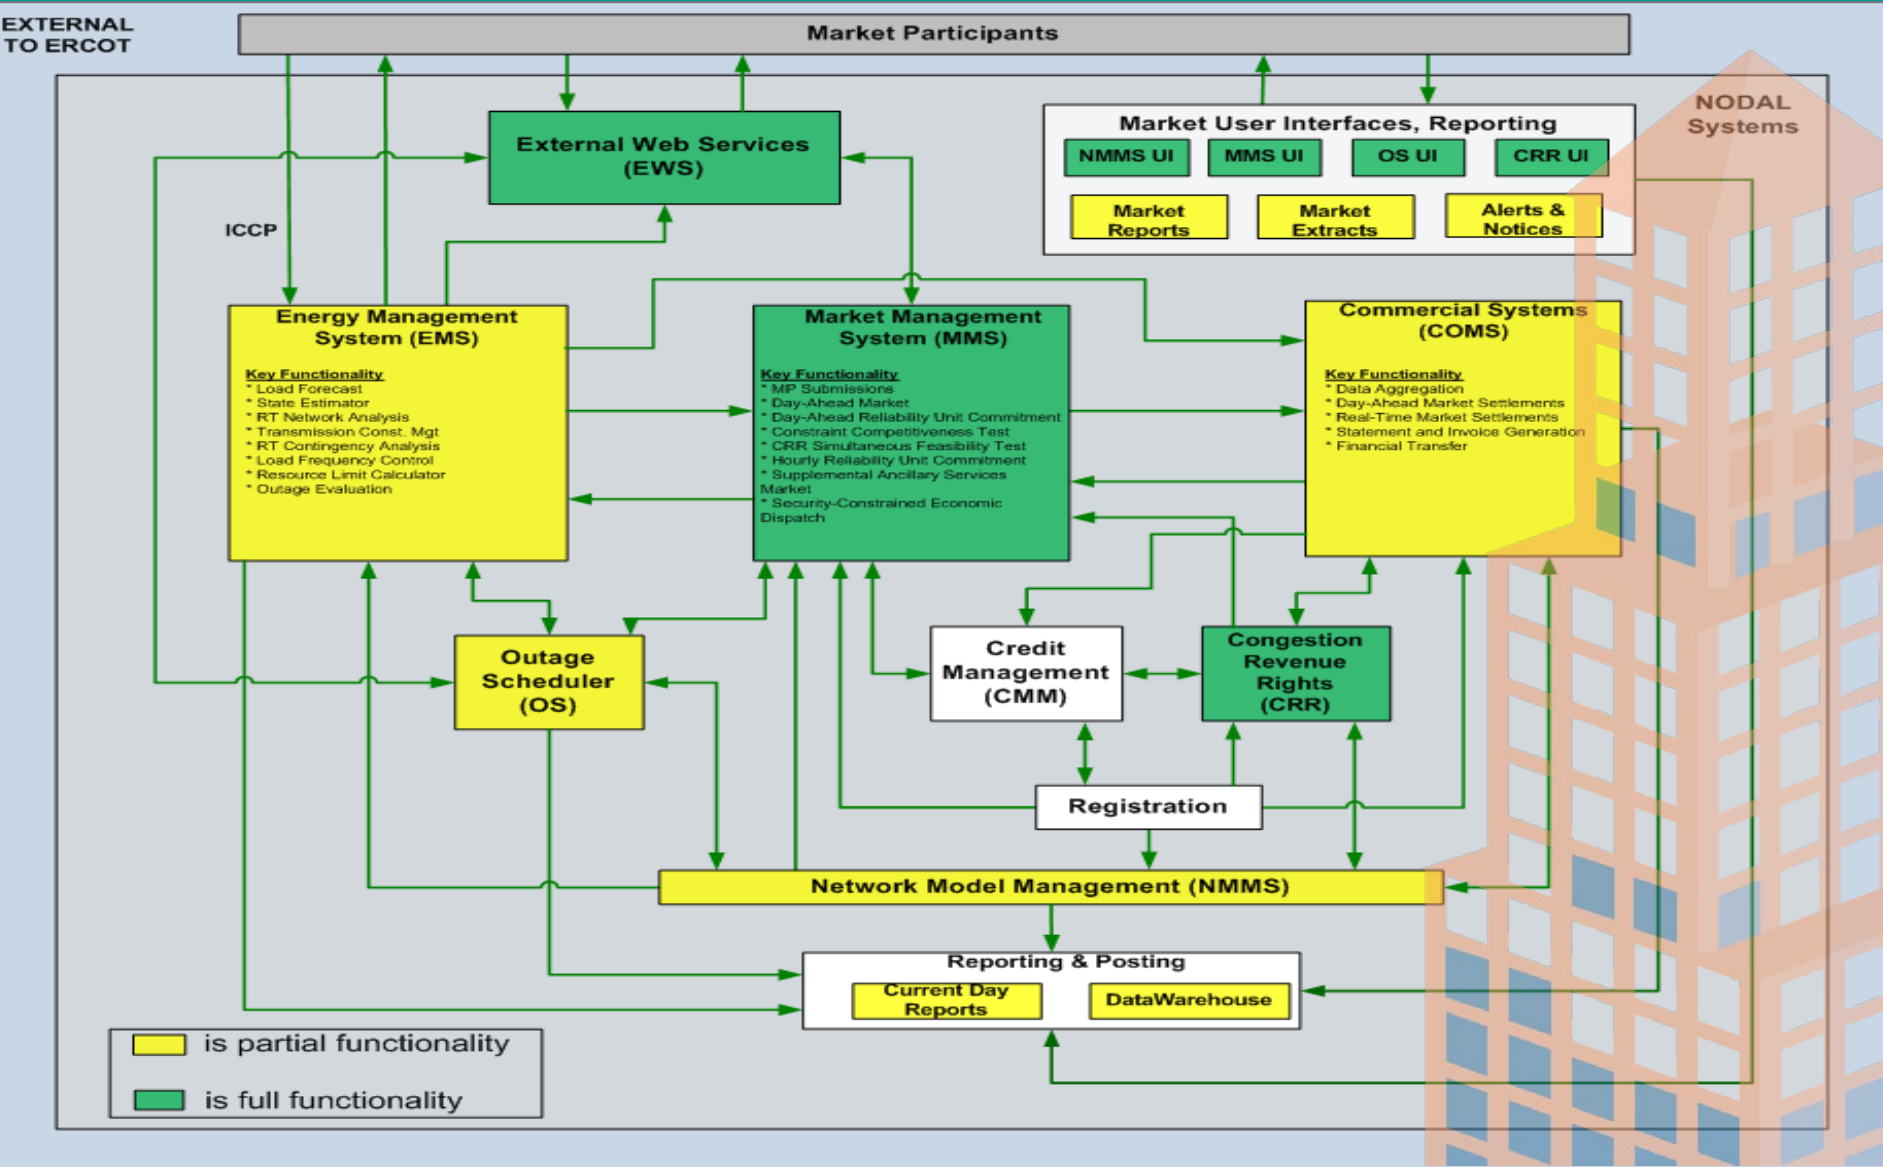 EXTERNAL
TO ERCOT
Market Participants
NODAL
Systems
External Web Services
(EWS)
Market User Interfaces, Reporting
NMMS UI
MMS UI
OS UI
CRR UI
Market
Reports
Market
Extracts
Alerts &
Notices
ICCP
Energy Management
System (EMS)
Key Functionality
* Load Forecast
* State Estimator
* RT Network Analysis
* Transmission Const. Mgt
* RT Contingency Analysis
* Load Frequency Control
* Resource Limit Calculator
* Outage Evaluation
Market Management
System (MMS)
Key Functionality
* MP Submissions
* Day-Ahead Market
* Day-Ahead Reliability Unit Commitment
* Constraint Competitiveness Test
* CRR Simultaneous Feasibility Test
* Hourly Reliability Unit Commitment
* Supplemental Ancillary Services
Market
* Security-Constrained Economic
Dispatch
Commercial Systems
(COMS)
Key Functionality
* Data Aggregation
* Day-Ahead Market Settlements
* Real-Time Market Settlements
* Statement and Invoice Generation
* Financial Transfer
Outage
Scheduler
(OS)
Credit
Management
(CMM)
Congestion
Revenue
Rights
(CRR)
Registration
Network Model Management (NMMS)
Reporting & Posting
Current Day
Reports
DataWarehouse
is partial functionality
is full functionality